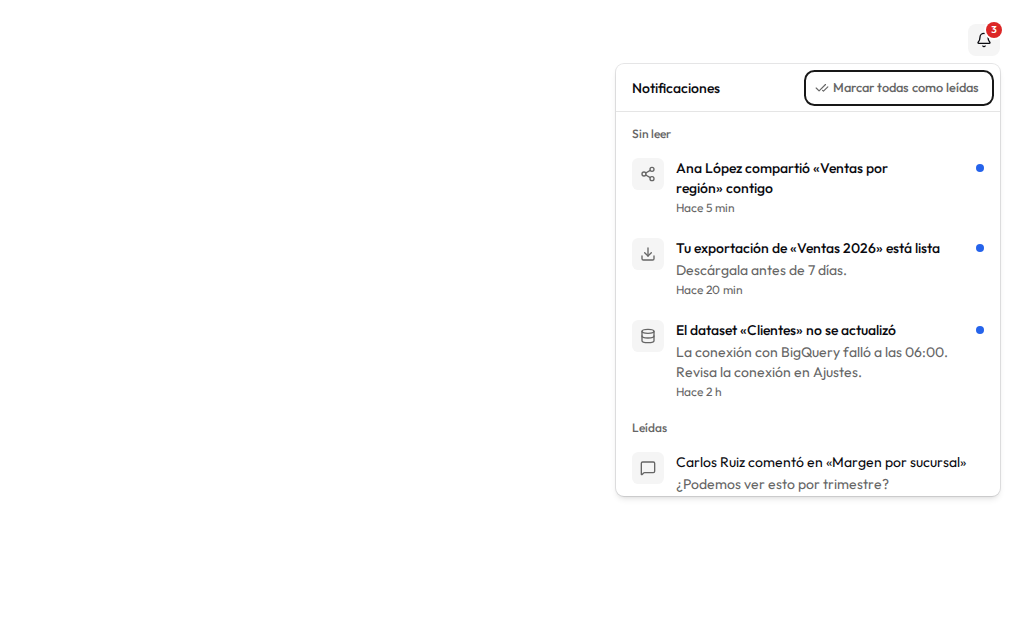 3
Notificaciones
Marcar todas como leídas
Sin leer
Ana López compartió «Ventas por
región» contigo
Hace 5 min
Tu exportación de «Ventas 2026» está lista
Descárgala antes de 7 días.
Hace 20 min
El dataset «Clientes» no se actualizó
La conexión con BigQuery falló a las 06:00.
Revisa la conexión en Ajustes.
Hace 2 h
Leídas
Carlos Ruiz comentó en «Margen por sucursal»
¿Podemos ver esto por trimestre?